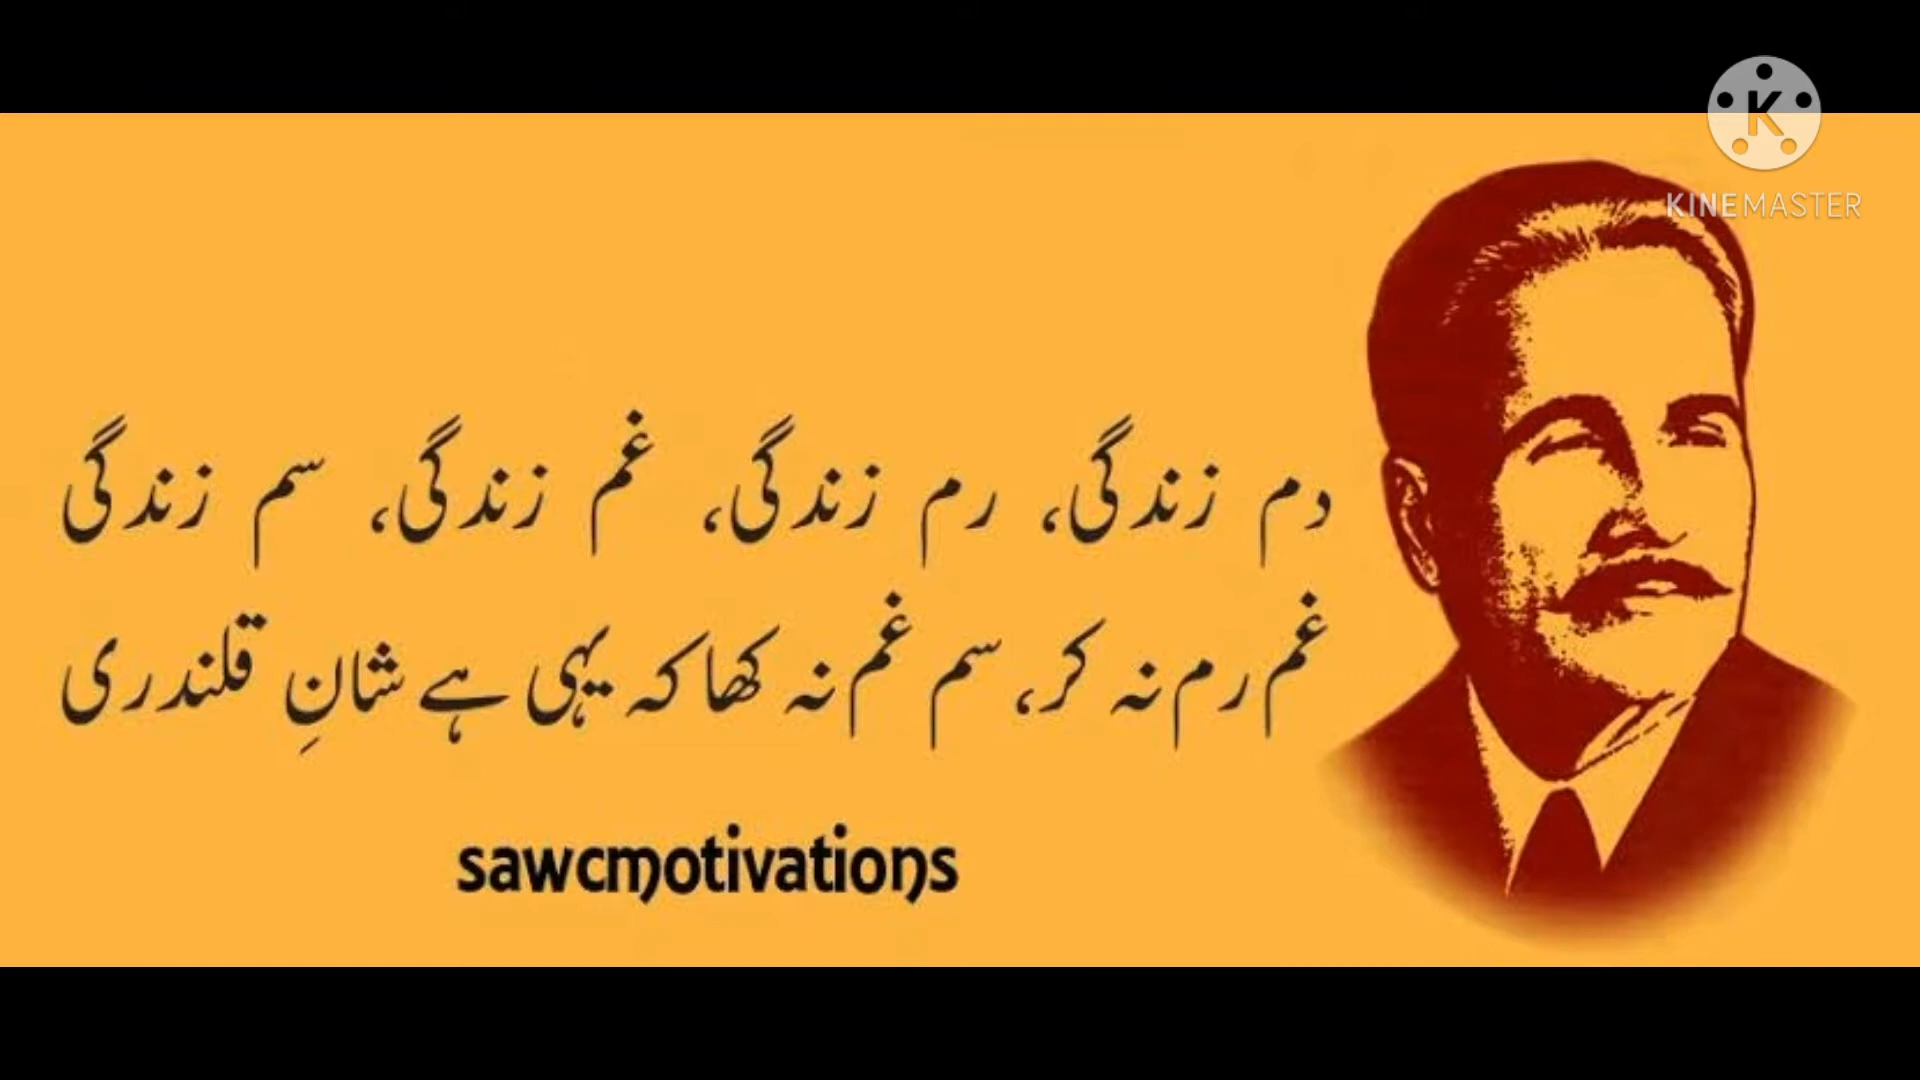 KINEMASTER
دم زندگی، رم زندگی، غم زندگی، سم زندگی
غم رم نہ کر، سم غم نہ کھا کہ یہی ہے شانِ قلندری
sawcmotivations